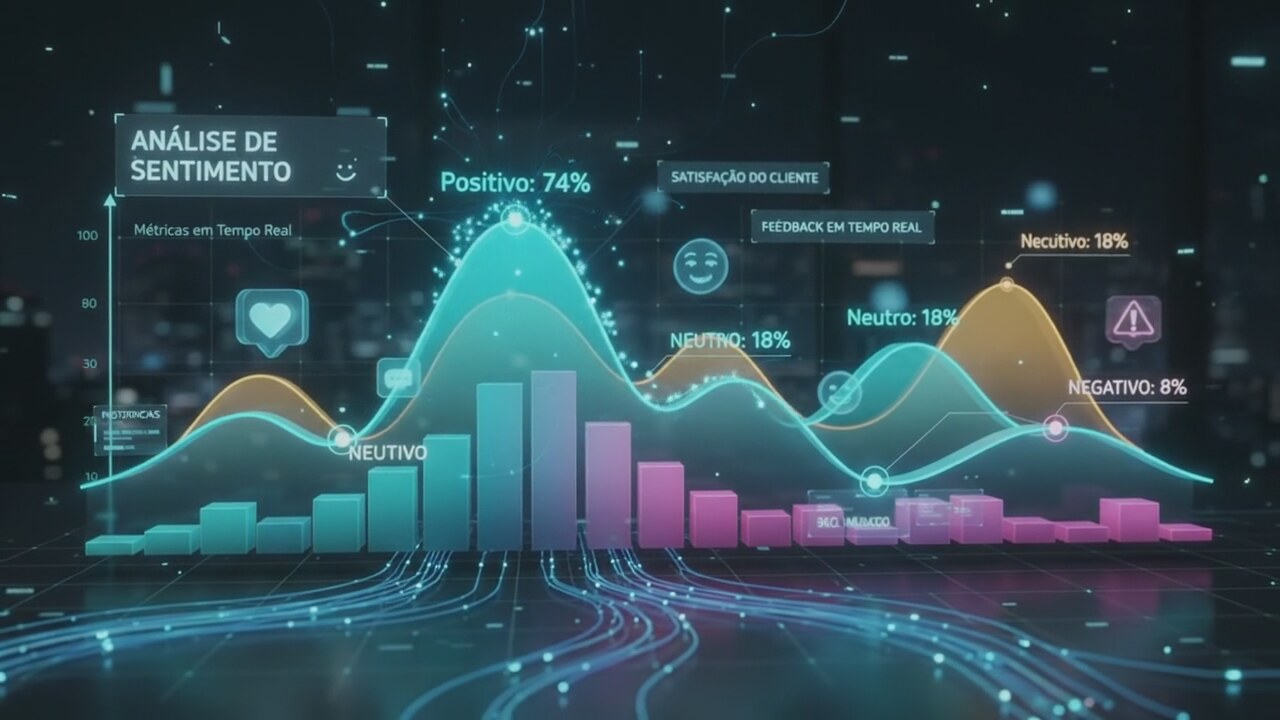 ANÁLISE DE
SENTIMENTO
Positivo: 74%
SATISFAÇÃO DO CLIENTE
FEEDBACK EM TEMPO REAL
Métricas em Tempo Real
100
Necutivo: 18%
80
Neutro: 18%
NEUTRO: 18%
30
NEGATIVO: 8%
20
NEUTIVO
10